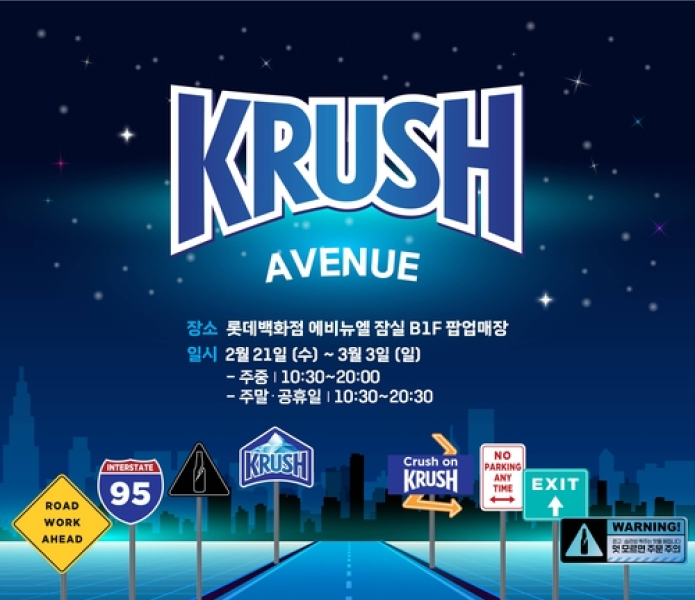 KRUSH
AVENUE
장소 롯데백화점 에비뉴엘 잠실 B1F 팝업매장
일시 2월 21일 (수) ~ 3월 3일 (일)
- 주중 | 10:30~20:00
- 주말·공휴일 | 10:30~20:30
ROAD
WORK
AHEAD
INTERSTATE
95
KRUSH
Crush on
KRUSH
NO
PARKING
ANY
TIME
EXIT
WARNING!
멋 모르면 주문 주의